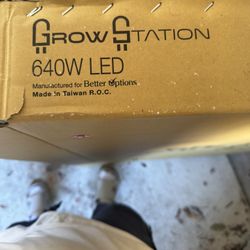 GROW STATION
640W LED
Manufactured for Better Options
Made in Taiwan R.O.C.